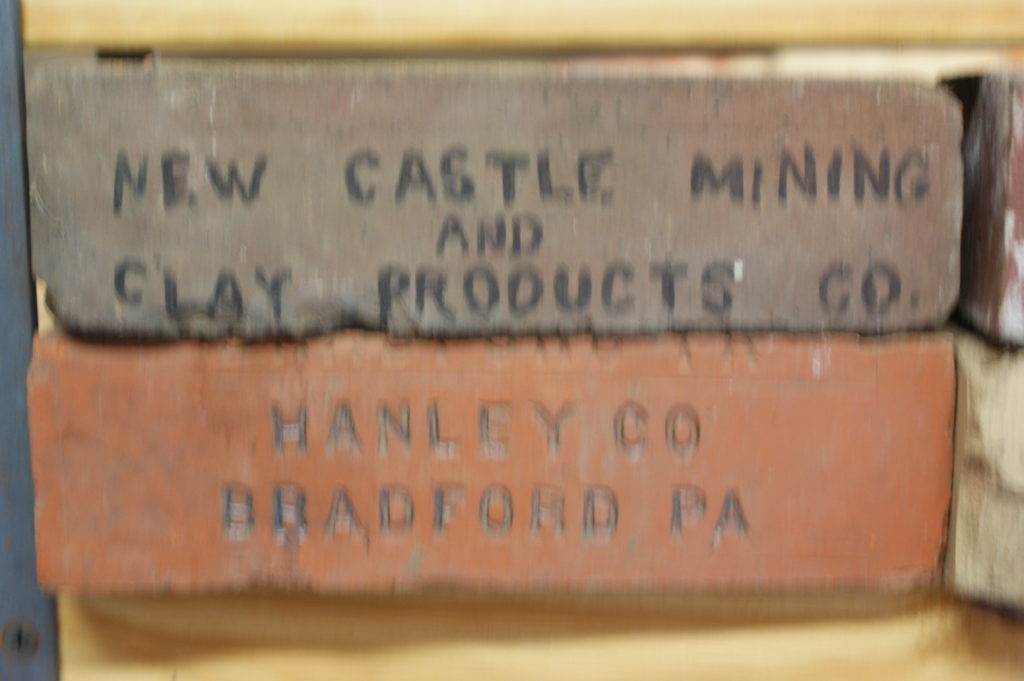 NEW CASTLE MINING
AND
CLAY PRODUCTS CO.
HANLEY CO
BRADFORD PA